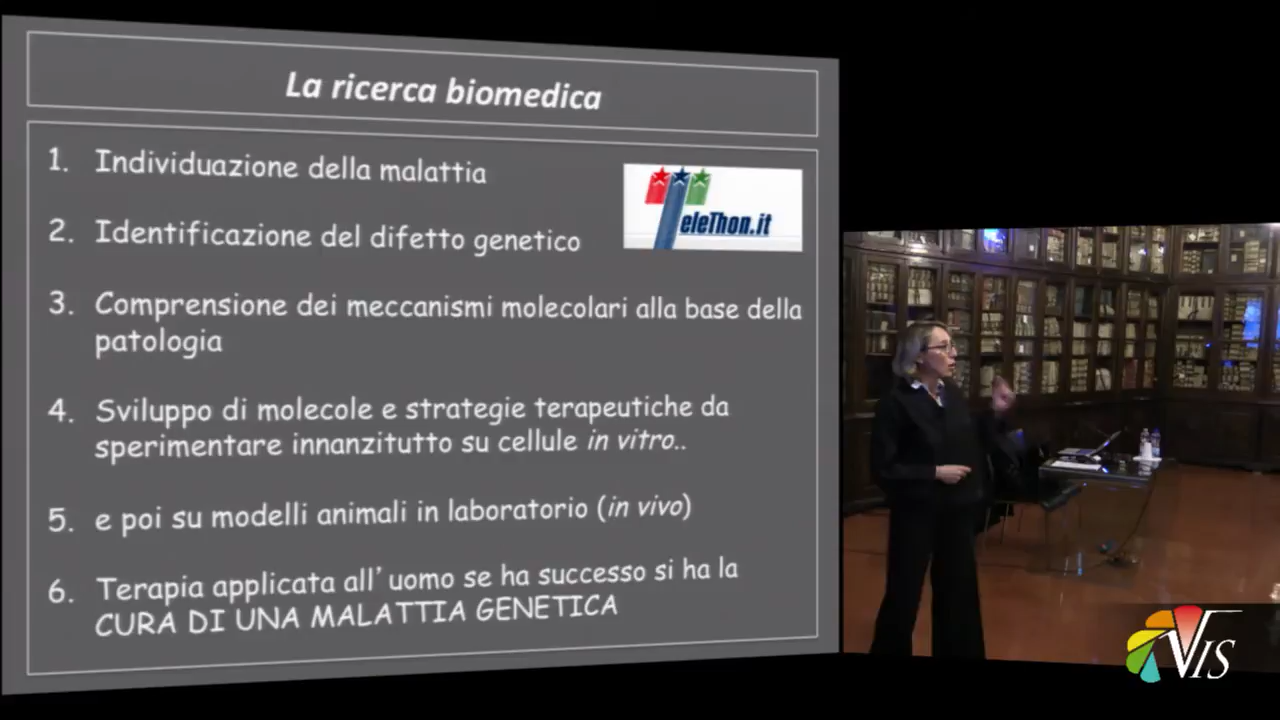 La ricerca biomedica
1. Individuazione della malattia
eleThon.it
2. Identificazione del difetto genetico
3. Comprensione dei meccanismi molecolari alla base della
patologia
4. Sviluppo di molecole e strategie terapeutiche da
sperimentare innanzitutto su cellule in vitro..
5. e poi su modelli animali in laboratorio (in vivo)
6. Terapia applicata all’ uomo se ha successo si ha la
CURA DI UNA MALATTIA GENETICA
VIS